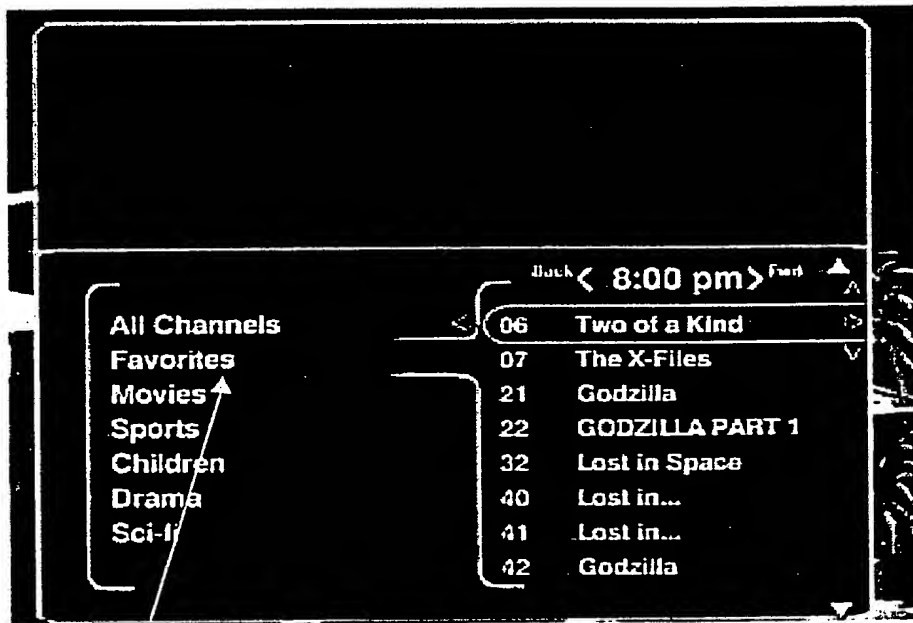 Back < 8:00 pm > Fwd
All Channels
Favorites
Movies
Sports
Children
Drama
Sci-fi
06 Two of a Kind
07 The X-Files
21 Godzilla
22 GODZILLA PART 1
32 Lost in Space
40 Lost in...
41 Lost in...
42 Godzilla